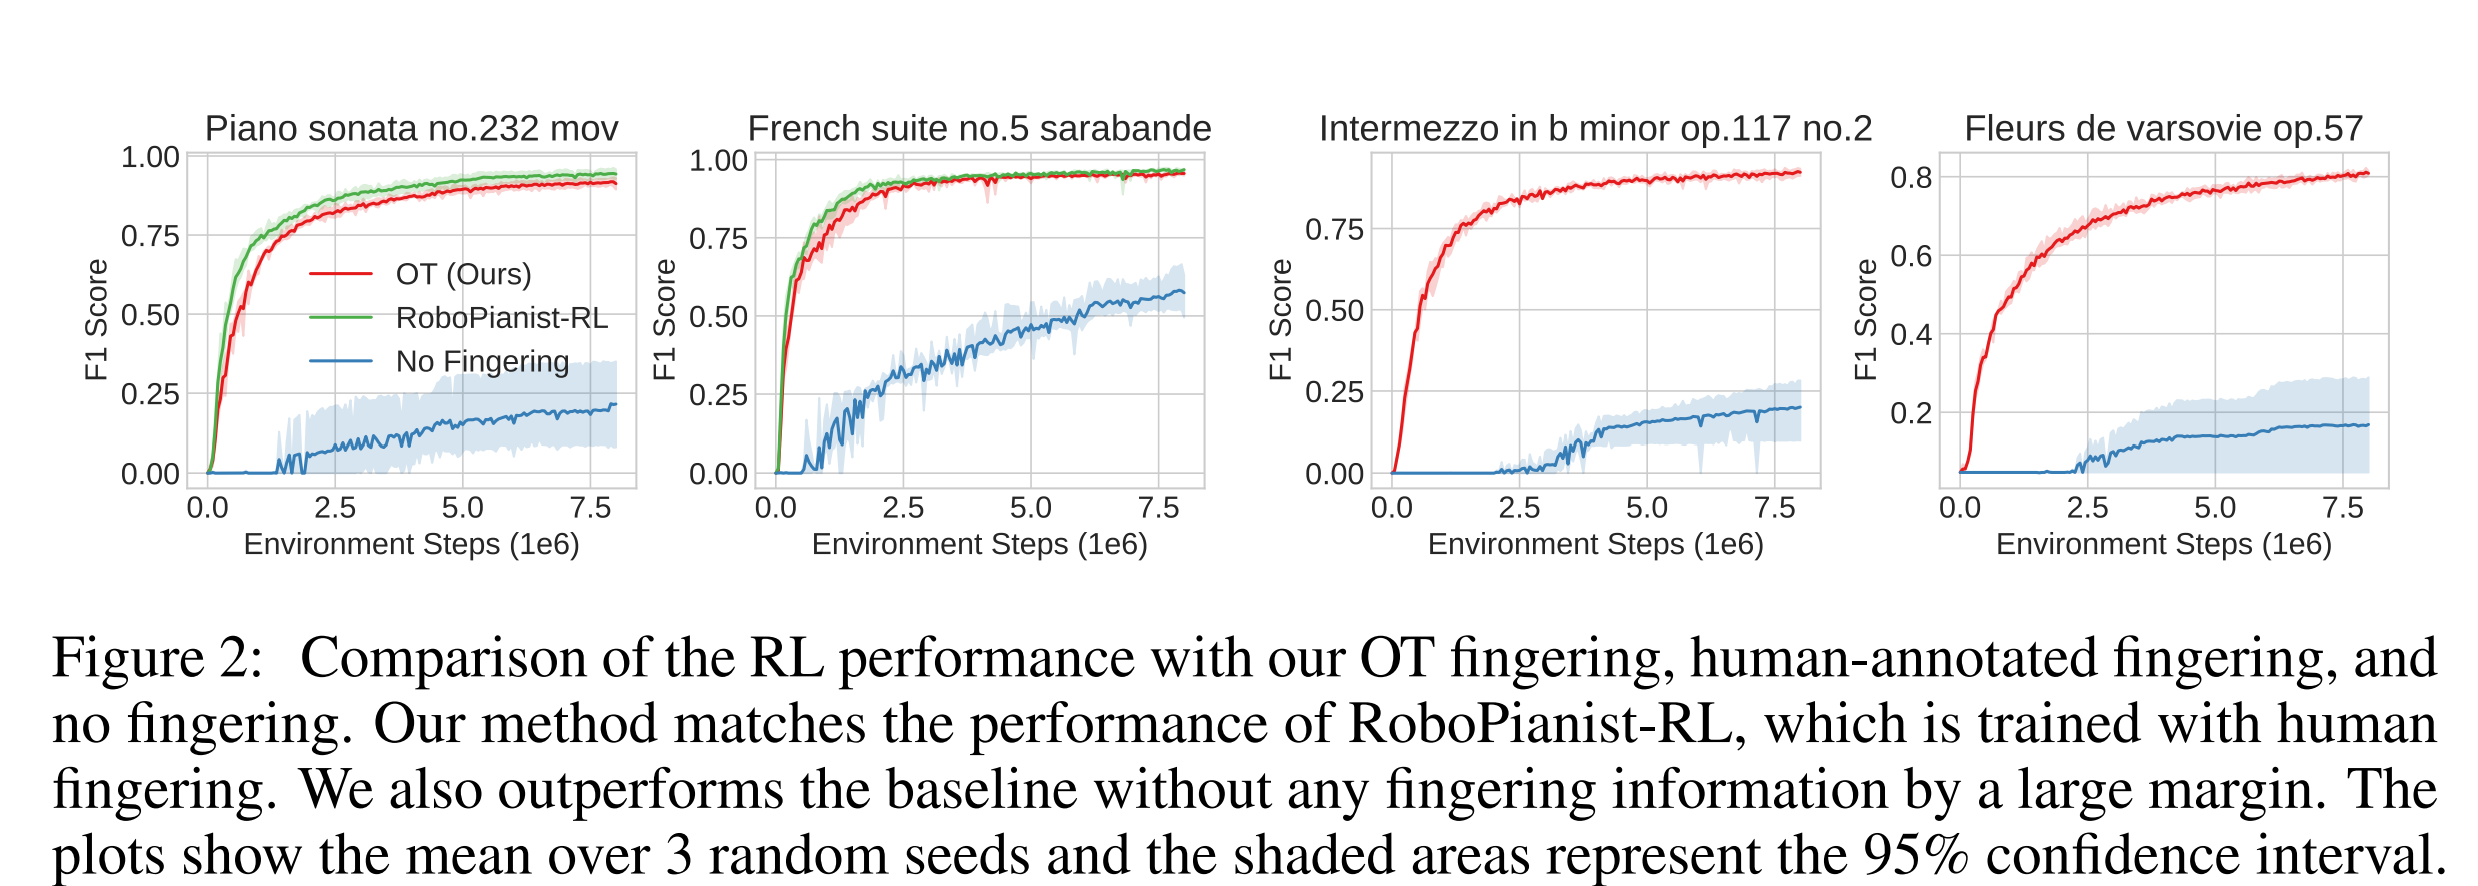 Piano sonata no.232 mov
French suite no.5 sarabande
Intermezzo in b minor op.117 no.2
Fleurs de varsovie op.57
F1 Score
1.00
0.75
0.50
0.25
0.00
OT (Ours)
RoboPianist-RL
No Fingering
0.0 2.5 5.0 7.5
Environment Steps (1e6)
F1 Score
1.00
0.75
0.50
0.25
0.00
0.0 2.5 5.0 7.5
Environment Steps (1e6)
F1 Score
0.75
0.50
0.25
0.00
0.0 2.5 5.0 7.5
Environment Steps (1e6)
F1 Score
0.8
0.6
0.4
0.2
0.0 2.5 5.0 7.5
Environment Steps (1e6)
Figure 2: Comparison of the RL performance with our OT fingering, human-annotated fingering, and
no fingering. Our method matches the performance of RoboPianist-RL, which is trained with human
fingering. We also outperforms the baseline without any fingering information by a large margin. The
plots show the mean over 3 random seeds and the shaded areas represent the 95% confidence interval.